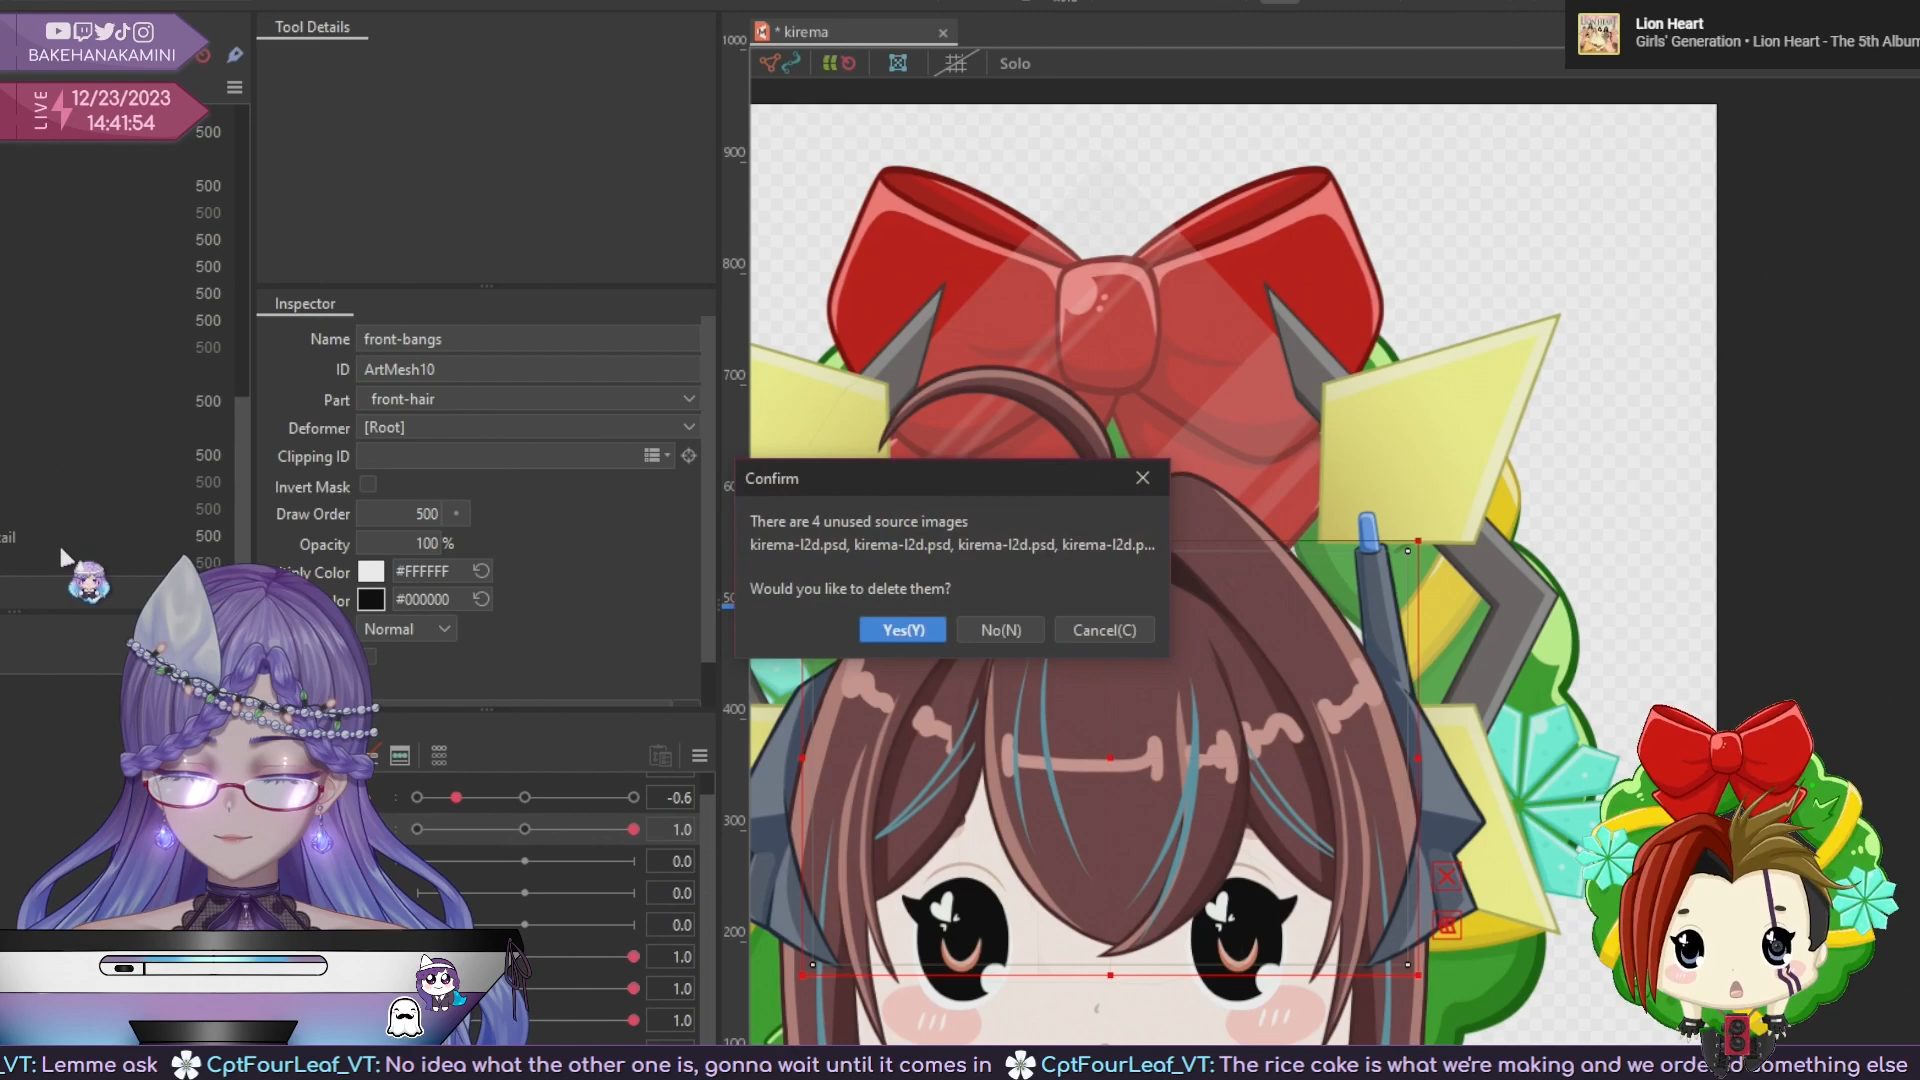 BAKEHANAKAMINI
LIVE
12/23/2023
14:41:54
Tool Details
* kirema
Solo
Lion Heart
Girls' Generation • Lion Heart - The 5th Album
1000
900
800
700
400
300
200
500
500
500
500
500
500
500
500
500
500
500
500
500
500
Inspector
Name front-bangs
ID ArtMesh10
Part front-hair
Deformer [Root]
Clipping ID
Invert Mask
Draw Order 500
Opacity 100 %
#FFFFFF
#000000
Normal
Confirm
There are 4 unused source images
kirema-l2d.psd, kirema-l2d.psd, kirema-l2d.psd, kirema-l2d.p...
Would you like to delete them?
Yes(Y) No(N) Cancel(C)
-0.6
1.0
0.0
0.0
0.0
1.0
1.0
1.0
_VT: Lemme ask CptFourLeaf_VT: No idea what the other one is, gonna wait until it comes in CptFourLeaf_VT: The rice cake is what we're making and we something else